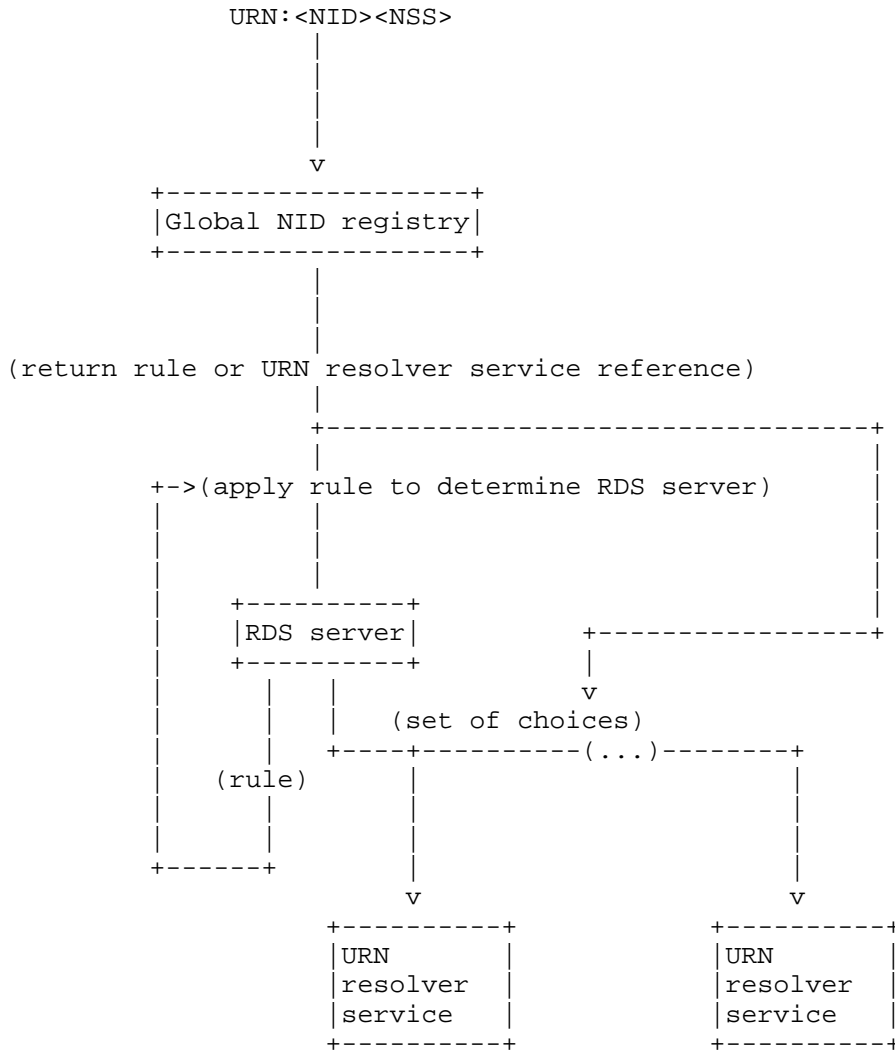 URN:<NID><NSS>
Global NID registry
(return rule or URN resolver service reference)
(apply rule to determine RDS server)
RDS server
(set of choices)
(...)
(rule)
URN
resolver
service
URN
resolver
service